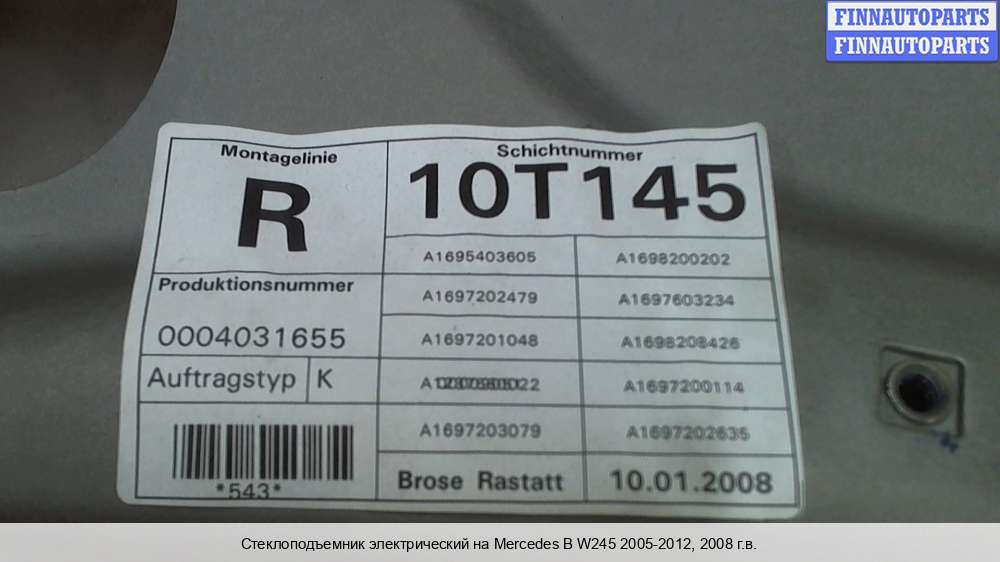 FINNAUTOPARTS
FINNAUTOPARTS
Montagelinie
R
Schichtnummer
10T145
A1695403605 A1698200202
A1697202479 A1697603234
Produktionsnummer
0004031655
A1697201048 A1698208426
Auftragstyp K
A1697200114
A1697203079 A1697202635
*543*
Brose Rastatt 10.01.2008
Стеклоподъемник электрический на Mercedes B W245 2005-2012, 2008 г.в.